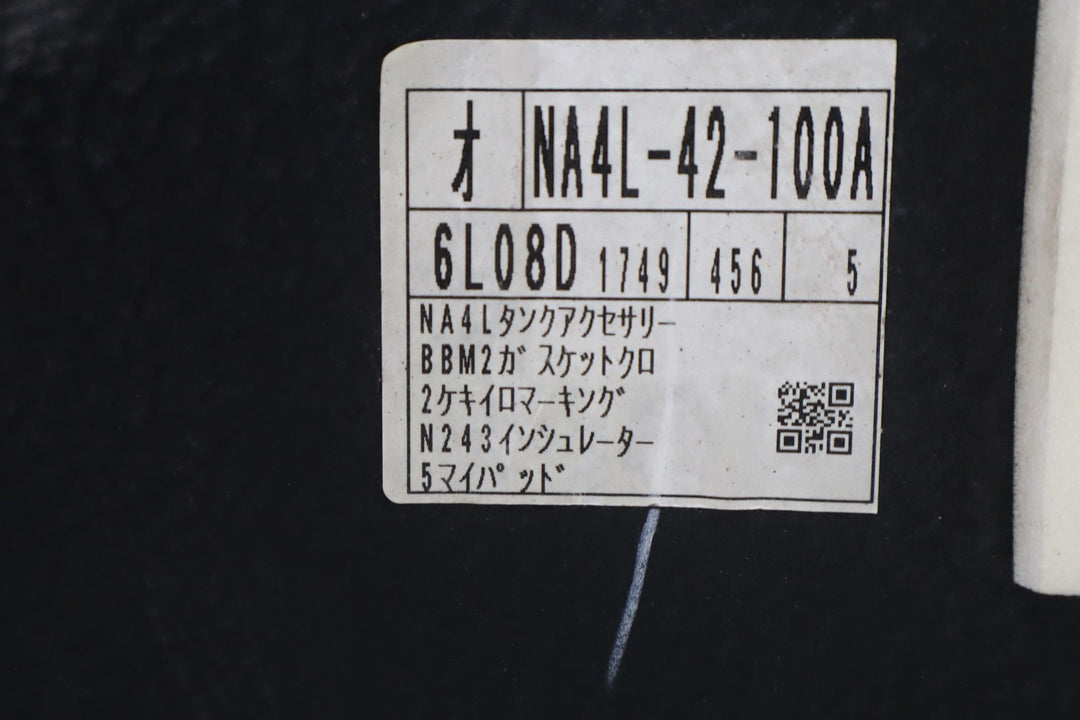 オ NA4L-42-100A
6L08D 1749 456 5
NA4Lタンクアクセサリー
BBM2ガスケットクロ
2ケキイロマーキング
N243インシュレーター
5マイパッド